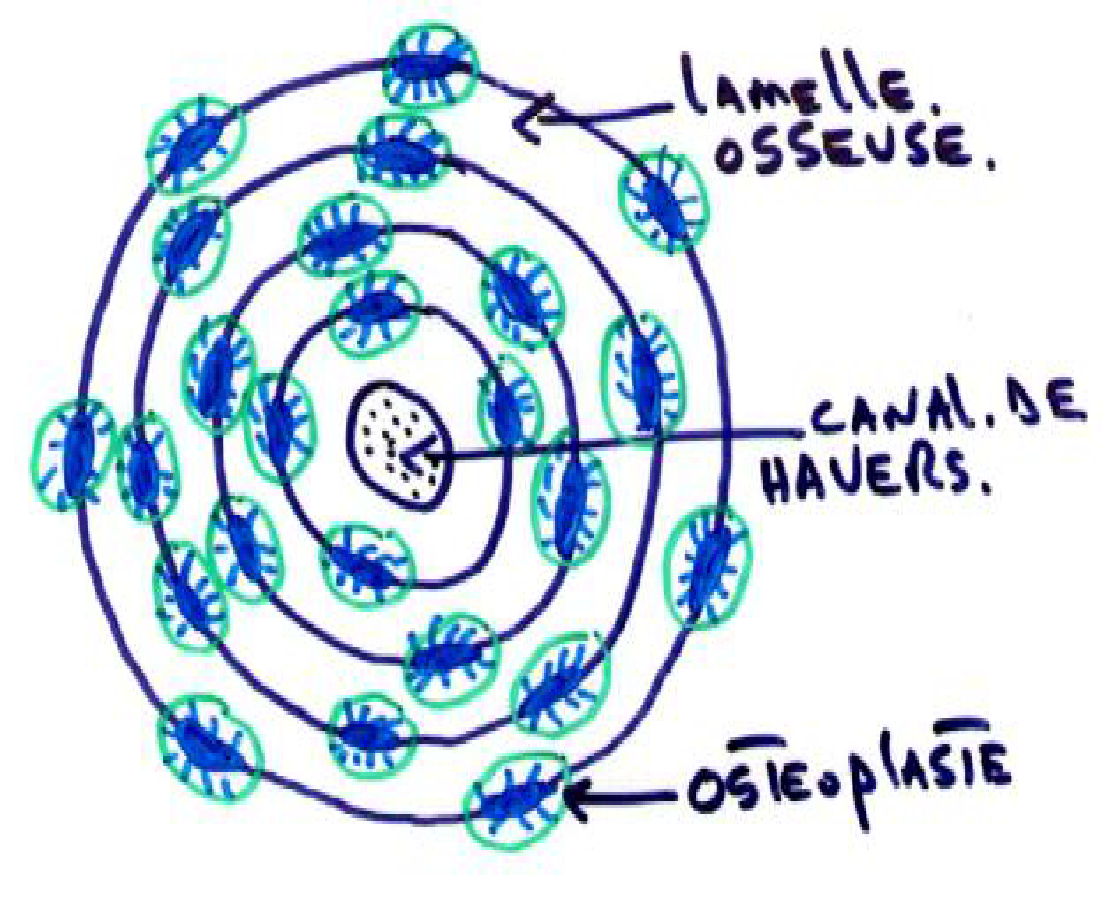 lAMElle.
OSSEUSE.
CANAl. DE
HAVERS.
OSTEOplASTE